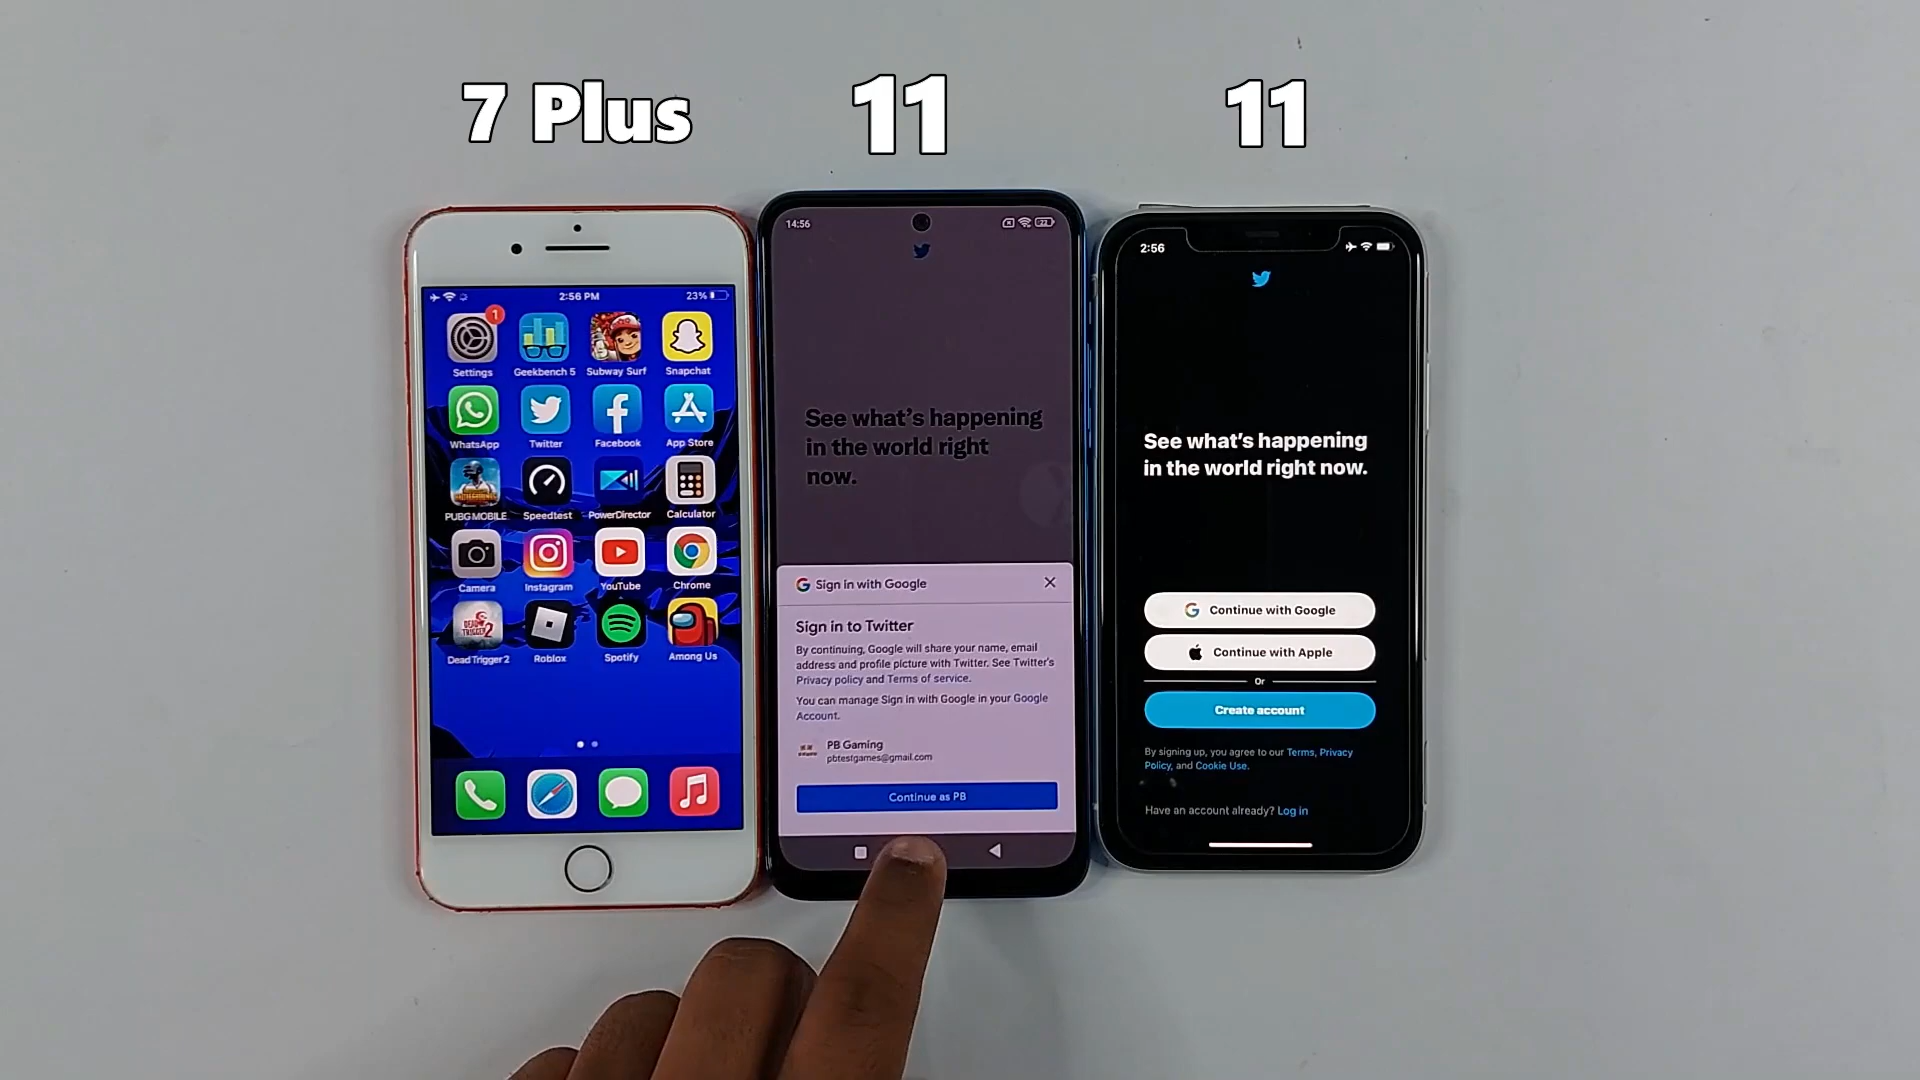 7 Plus
11
11
2:56 PM
23%
1
Settings
Geekbench 5
Subway Surf
Snapchat
WhatsApp
Twitter
Facebook
App Store
PUBG MOBILE
Speedtest
PowerDirector
Calculator
Camera
Instagram
YouTube
Chrome
DEAD TRIGGER 2
Dead Trigger 2
Roblox
Spotify
Among Us
14:56
22
See what's happening
in the world right
now.
Sign in with Google
Sign in to Twitter
By continuing, Google will share your name, email
address and profile picture with Twitter. See Twitter's
Privacy policy and Terms of service.
You can manage Sign in with Google in your Google
Account.
PB Gaming
pbtestgames@gmail.com
Continue as PB
2:56
See what's happening
in the world right now.
Continue with Google
Continue with Apple
Or
Create account
By signing up, you agree to our Terms, Privacy
Policy, and Cookie Use.
Have an account already? Log in